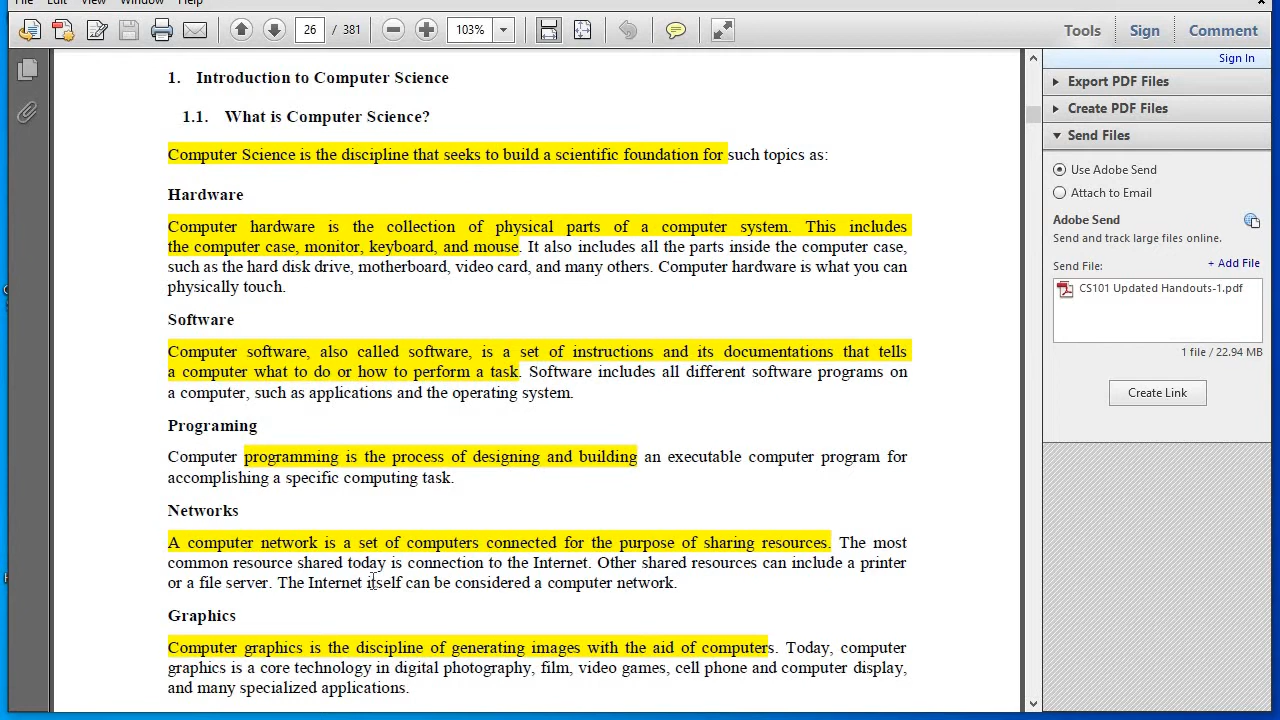 File Edit View Window Help
26 / 381 103% Tools Sign Comment
Sign In
Export PDF Files
Create PDF Files
Send Files
Use Adobe Send
Attach to Email
Adobe Send
Send and track large files online.
Send File:
+ Add File
CS101 Updated Handouts-1.pdf
1 file / 22.94 MB
Create Link
1. Introduction to Computer Science
1.1. What is Computer Science?
Computer Science is the discipline that seeks to build a scientific foundation for such topics as:
Hardware
Computer hardware is the collection of physical parts of a computer system. This includes
the computer case, monitor, keyboard, and mouse. It also includes all the parts inside the computer case,
such as the hard disk drive, motherboard, video card, and many others. Computer hardware is what you can
physically touch.
Software
Computer software, also called software, is a set of instructions and its documentations that tells
a computer what to do or how to perform a task. Software includes all different software programs on
a computer, such as applications and the operating system.
Programing
Computer programming is the process of designing and building an executable computer program for
accomplishing a specific computing task.
Networks
A computer network is a set of computers connected for the purpose of sharing resources. The most
common resource shared today is connection to the Internet. Other shared resources can include a printer
or a file server. The Internet itself can be considered a computer network.
Graphics
Computer graphics is the discipline of generating images with the aid of computers. Today, computer
graphics is a core technology in digital photography, film, video games, cell phone and computer display,
and many specialized applications.